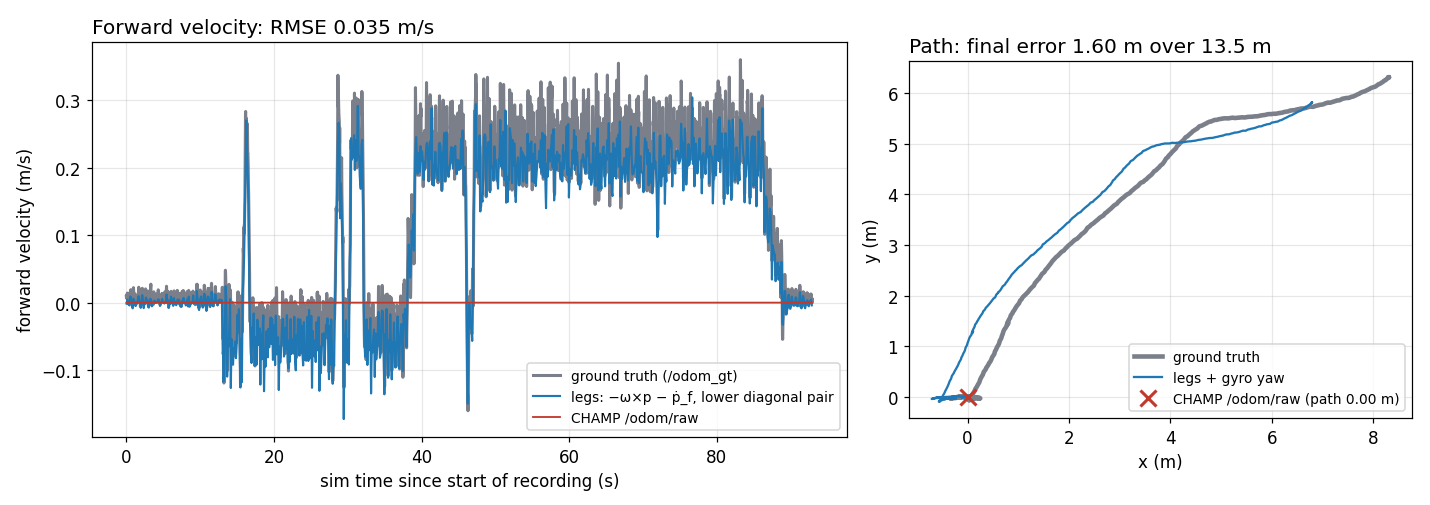 Forward velocity: RMSE 0.035 m/s
forward velocity (m/s)
0.3
0.2
0.1
0.0
−0.1
0
20
40
60
80
sim time since start of recording (s)
ground truth (/odom_gt)
legs: −ω×p − ṗ_f, lower diagonal pair
CHAMP /odom/raw
Path: final error 1.60 m over 13.5 m
y (m)
6
5
4
3
2
1
0
0
2
4
6
8
x (m)
ground truth
legs + gyro yaw
CHAMP /odom/raw (path 0.00 m)